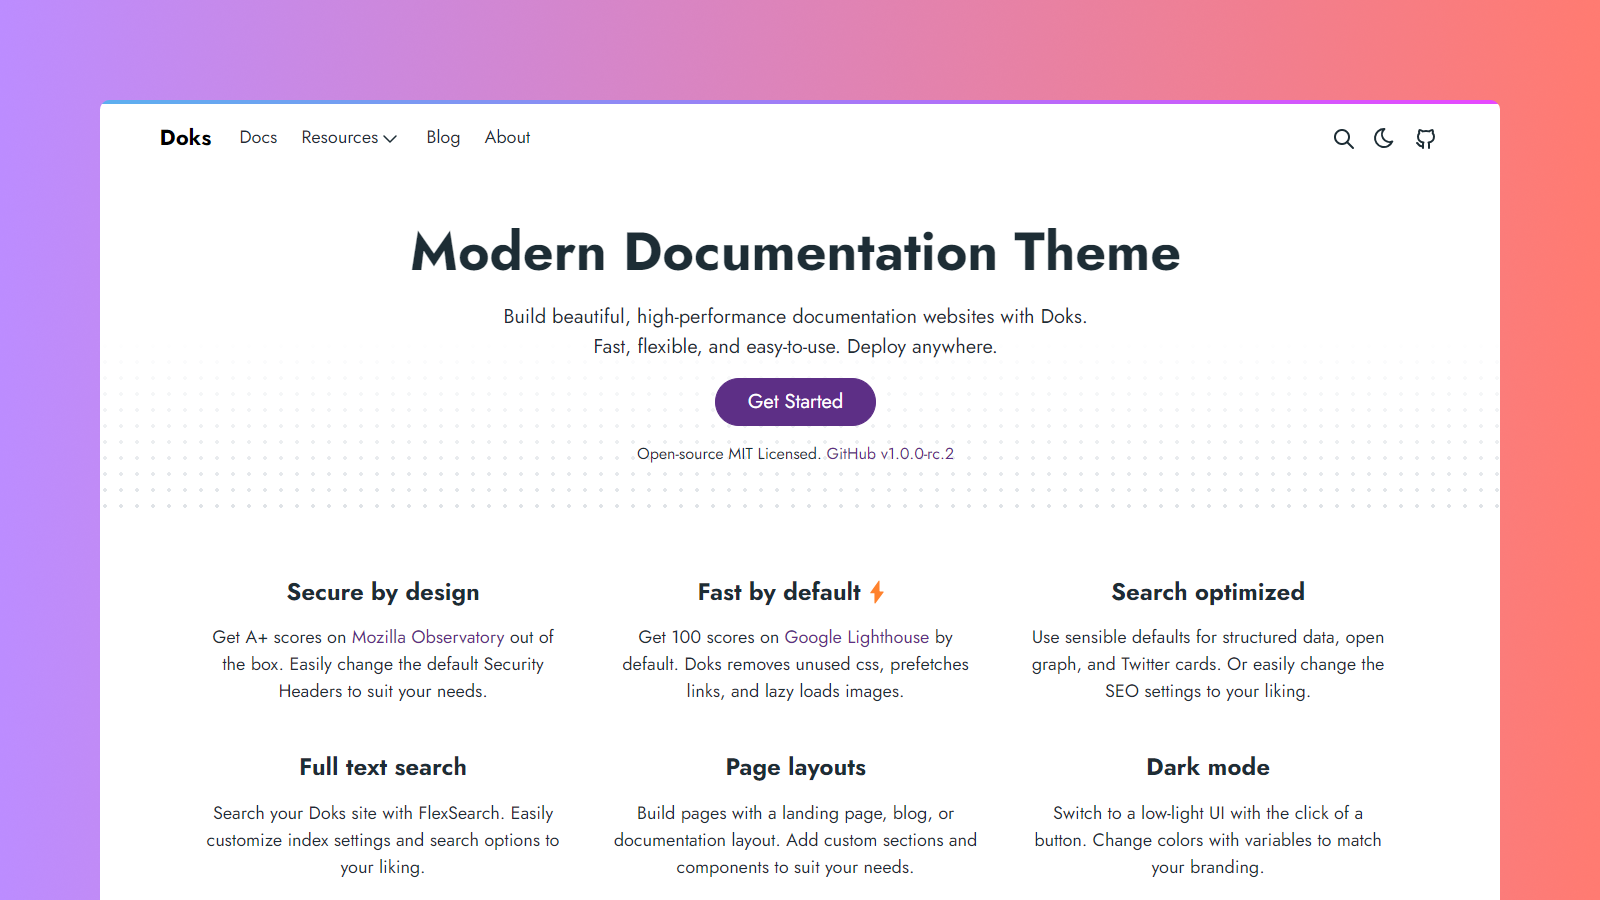 Doks Docs Resources Blog About
Modern Documentation Theme
Build beautiful, high-performance documentation websites with Doks.
Fast, flexible, and easy-to-use. Deploy anywhere.
Get Started
Open-source MIT Licensed. GitHub v1.0.0-rc.2
Secure by design
Get A+ scores on Mozilla Observatory out of
the box. Easily change the default Security
Headers to suit your needs.
Fast by default
Get 100 scores on Google Lighthouse by
default. Doks removes unused css, prefetches
links, and lazy loads images.
Search optimized
Use sensible defaults for structured data, open
graph, and Twitter cards. Or easily change the
SEO settings to your liking.
Full text search
Search your Doks site with FlexSearch. Easily
customize index settings and search options to
your liking.
Page layouts
Build pages with a landing page, blog, or
documentation layout. Add custom sections and
components to suit your needs.
Dark mode
Switch to a low-light UI with the click of a
button. Change colors with variables to match
your branding.